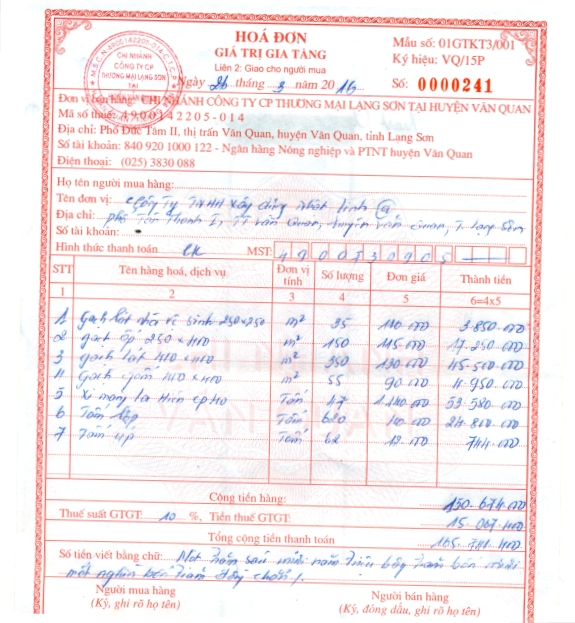 HOÁ ĐƠN
GIÁ TRỊ GIA TĂNG
Liên 2: Giao cho người mua
Ngày 26 tháng 3 năm 2016
Mẫu số: 01GTKT3/001
Ký hiệu: VQ/15P
Số: 0000241
M.S.C.N:4900142205-014-C.T.C.P
CHI NHÁNH
CÔNG TY CP
THƯƠNG MẠI LẠNG SƠN
TẠI
Đơn vị bán hàng: CHI NHÁNH CÔNG TY CP THƯƠNG MẠI LẠNG SƠN TẠI HUYỆN VĂN QUAN
Mã số thuế: 4900142205-014
Địa chỉ: Phố Đức Tâm II, thị trấn Văn Quan, huyện Văn Quan, tỉnh Lạng Sơn
Số tài khoản: 840 920 1000 122 - Ngân hàng Nông nghiệp và PTNT huyện Văn Quan
Điện thoại: (025) 3830 088
Họ tên người mua hàng:
Tên đơn vị: Công Ty TNHH xây dựng nhật Linh
Địa chỉ: phố Tân Thanh I, TT Văn Quan, huyện Văn Quan, T. Lạng Sơn
Số tài khoản:
Hình thức thanh toán CK MST: 4900730905
STT Tên hàng hoá, dịch vụ Đơn vị tính Số lượng Đơn giá Thành tiền
1 2 3 4 5 6=4x5
1 Gạch lát nhà vệ sinh 250x250 m² 35 110.000 3.850.000
2 gạch ốp 250x400 m² 150 115.000 17.250.000
3 gạch lát 400x400 m² 350 130.000 45.500.000
4 Gạch gốm 400x400 m² 55 90.000 4.950.000
5 Xi măng La Hiên CP40 Tấn 47 1.140.000 53.580.000
6 Tấm lợp Tấm 620 40.000 24.800.000
7 Tấm úp Tấm 62 12.000 744.000
Cộng tiền hàng: 150.674.000
Thuế suất GTGT: 10 %, Tiền thuế GTGT: 15.067.400
Tổng cộng tiền thanh toán 165.741.400
Số tiền viết bằng chữ: Một trăm sáu mươi năm triệu bảy trăm bốn mươi
một nghìn bốn trăm đồng chẵn /.
Người mua hàng Người bán hàng
(Ký, ghi rõ họ tên) (Ký, đóng dấu, ghi rõ họ tên)